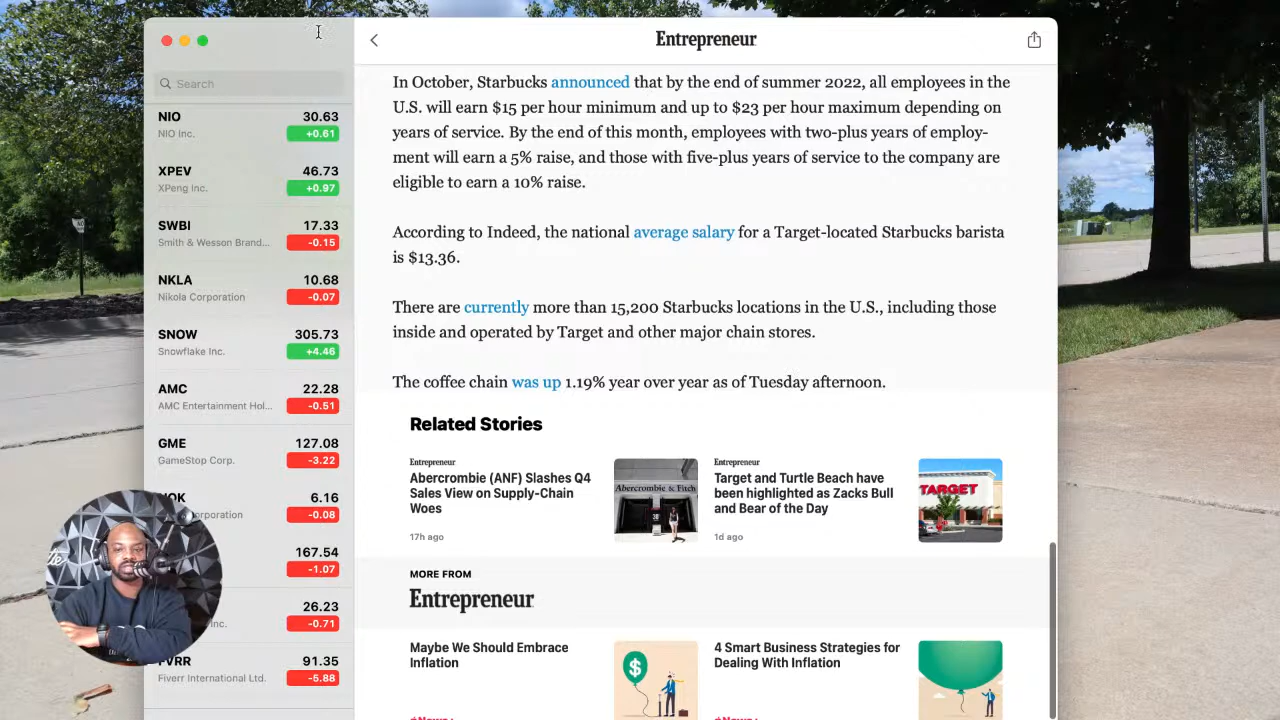 Search
NIO 30.63
NIO Inc. +0.61
XPEV 46.73
XPeng Inc. +0.97
SWBI 17.33
Smith & Wesson Brand... -0.15
NKLA 10.68
Nikola Corporation -0.07
SNOW 305.73
Snowflake Inc. +4.46
AMC 22.28
AMC Entertainment Hol... -0.51
GME 127.08
GameStop Corp. -3.22
OK 6.16
orporation -0.08
167.54
-1.07
26.23
Inc. -0.71
FVRR 91.35
Fiverr International Ltd. -5.88
Entrepreneur
In October, Starbucks announced that by the end of summer 2022, all employees in the
U.S. will earn $15 per hour minimum and up to $23 per hour maximum depending on
years of service. By the end of this month, employees with two-plus years of employ-
ment will earn a 5% raise, and those with five-plus years of service to the company are
eligible to earn a 10% raise.
According to Indeed, the national average salary for a Target-located Starbucks barista
is $13.36.
There are currently more than 15,200 Starbucks locations in the U.S., including those
inside and operated by Target and other major chain stores.
The coffee chain was up 1.19% year over year as of Tuesday afternoon.
Related Stories
Entrepreneur
Abercrombie (ANF) Slashes Q4
Sales View on Supply-Chain
Woes
17h ago
Abercrombie & Fitch
Entrepreneur
Target and Turtle Beach have
been highlighted as Zacks Bull
and Bear of the Day
1d ago
TARGET
MORE FROM
Entrepreneur
Maybe We Should Embrace
Inflation
$
4 Smart Business Strategies for
Dealing With Inflation